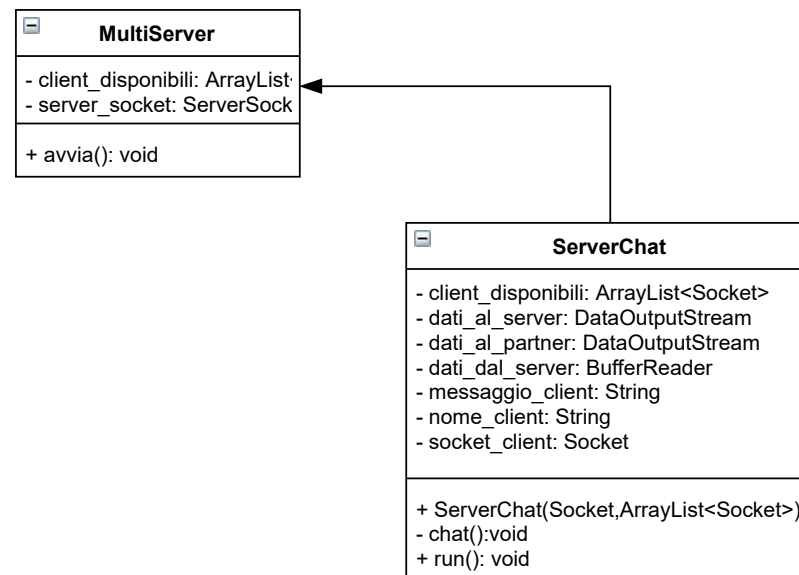 MultiServer
- client_disponibili: ArrayList
- server_socket: ServerSock
+ avvia(): void
ServerChat
- client_disponibili: ArrayList<Socket>
- dati_al_server: DataOutputStream
- dati_al_partner: DataOutputStream
- dati_dal_server: BufferReader
- messaggio_client: String
- nome_client: String
- socket_client: Socket
+ ServerChat(Socket,ArrayList<Socket>)
- chat():void
+ run(): void